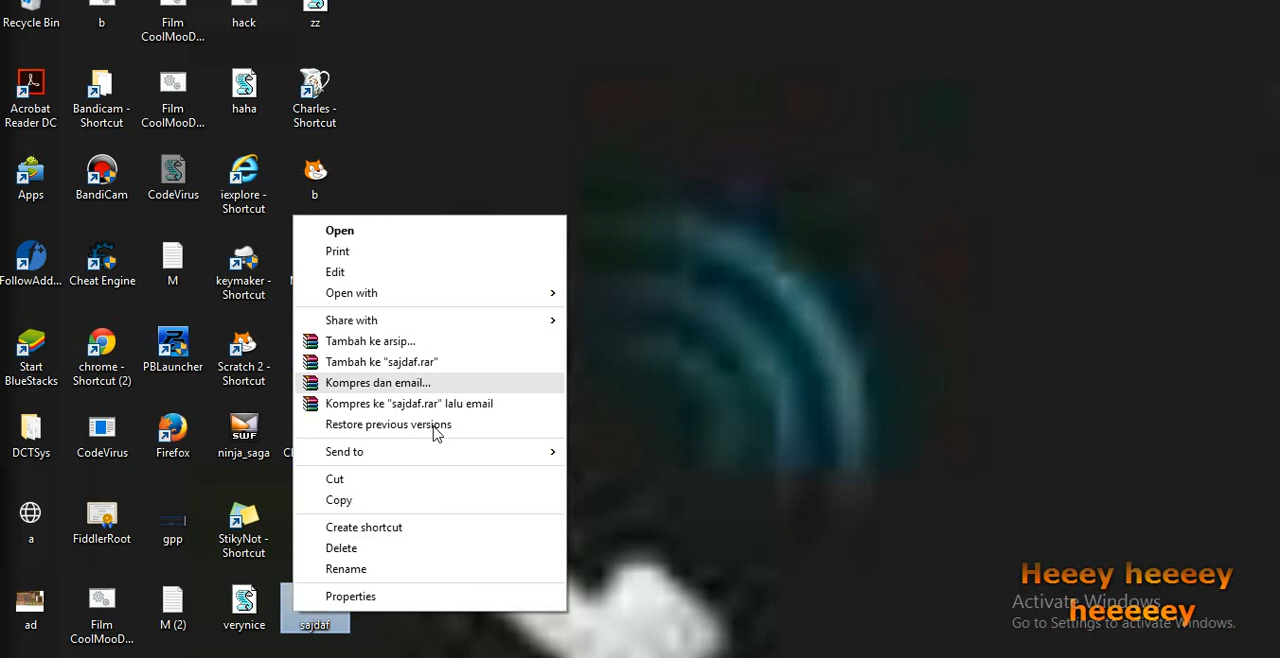 Recycle Bin
b
Film
CoolMooD...
hack
zz
Acrobat
Reader DC
Bandicam -
Shortcut
Film
CoolMooD...
haha
Charles -
Shortcut
Apps
BandiCam
CodeVirus
iexplore -
Shortcut
b
FollowAdd...
Cheat Engine
M
keymaker -
Shortcut
Start
BlueStacks
chrome -
Shortcut (2)
PBLauncher
Scratch 2 -
Shortcut
DCTSys
CodeVirus
Firefox
SWF
ninja_saga
a
FiddlerRoot
gpp
StikyNot -
Shortcut
ad
Film
CoolMooD...
M (2)
verynice
sajdaf
Open
Print
Edit
Open with
Share with
Tambah ke arsip...
Tambah ke "sajdaf.rar"
Kompres dan email...
Kompres ke "sajdaf.rar" lalu email
Restore previous versions
Send to
Cut
Copy
Create shortcut
Delete
Rename
Properties
Heeey heeeey
heeeeey
Activate Windows
Go to Settings to activate Windows.